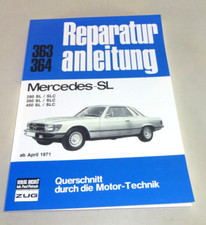 363
364
Reparatur
anleitung
Mercedes-SL
280 SL / SLC
350 SL / SLC
450 SL / SLC
ab April 1971
ZUG
Querschnitt
durch die Motor-Technik